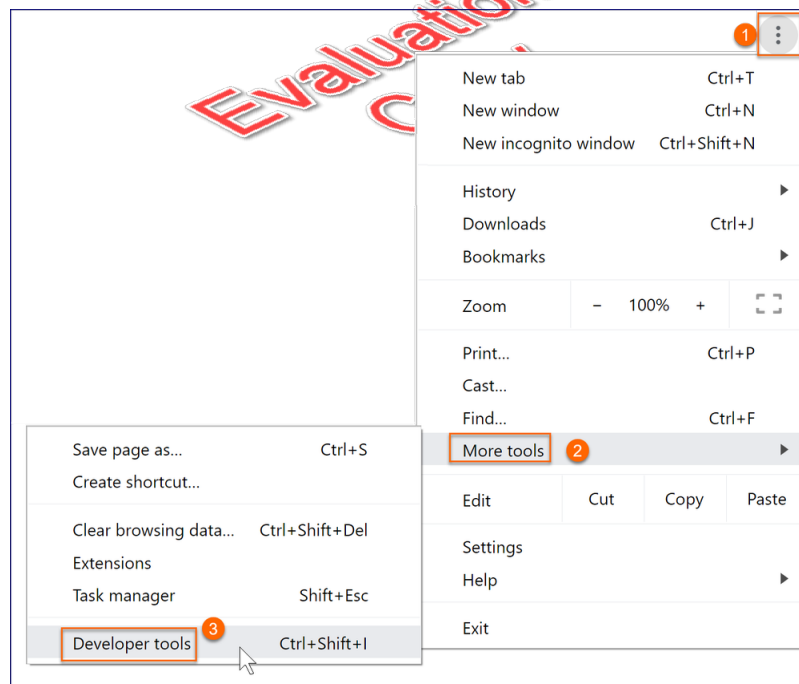 Evaluation
1
New tab Ctrl+T
New window Ctrl+N
New incognito window Ctrl+Shift+N
History
Downloads Ctrl+J
Bookmarks
Zoom - 100% +
Print... Ctrl+P
Cast...
Find... Ctrl+F
More tools 2
Edit Cut Copy Paste
Settings
Help
Exit
Save page as... Ctrl+S
Create shortcut...
Clear browsing data... Ctrl+Shift+Del
Extensions
Task manager Shift+Esc
3
Developer tools Ctrl+Shift+I